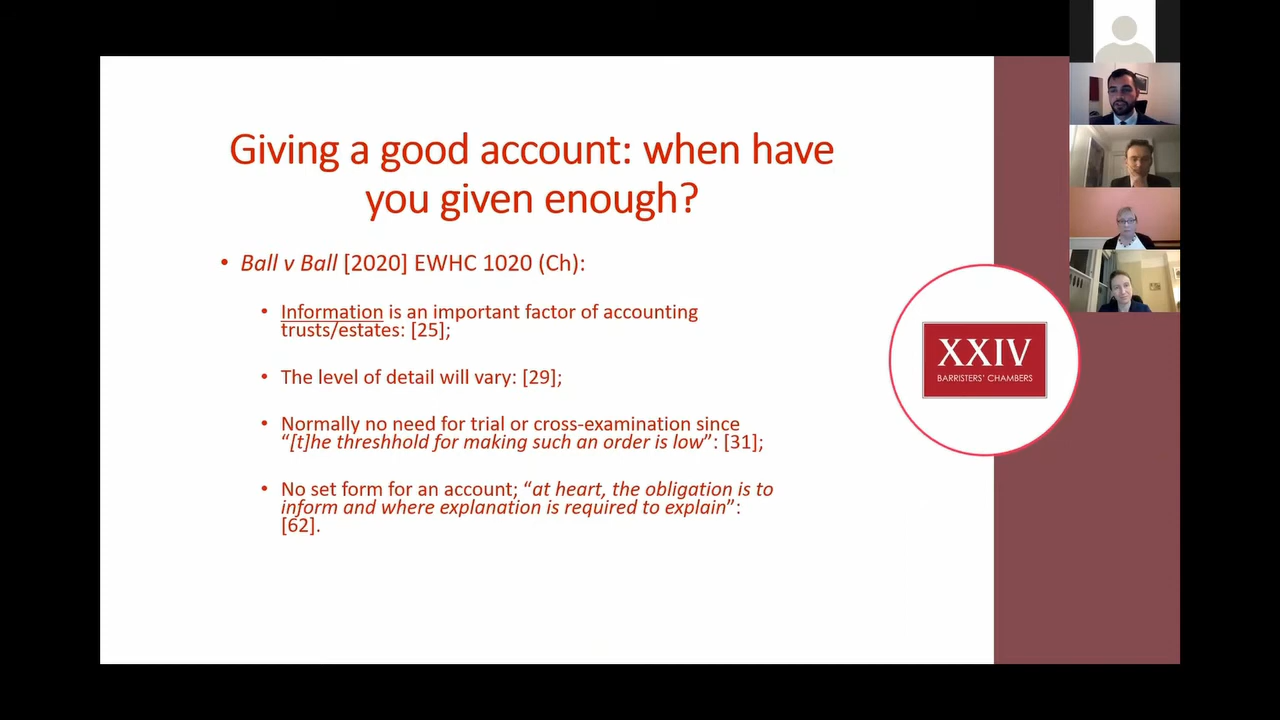 Giving a good account: when have
you given enough?
• Ball v Ball [2020] EWHC 1020 (Ch):
• Information is an important factor of accounting
trusts/estates: [25];
• The level of detail will vary: [29];
• Normally no need for trial or cross-examination since
“[t]he threshhold for making such an order is low”: [31];
• No set form for an account; “at heart, the obligation is to
inform and where explanation is required to explain”:
[62].
XXIV
BARRISTERS’ CHAMBERS